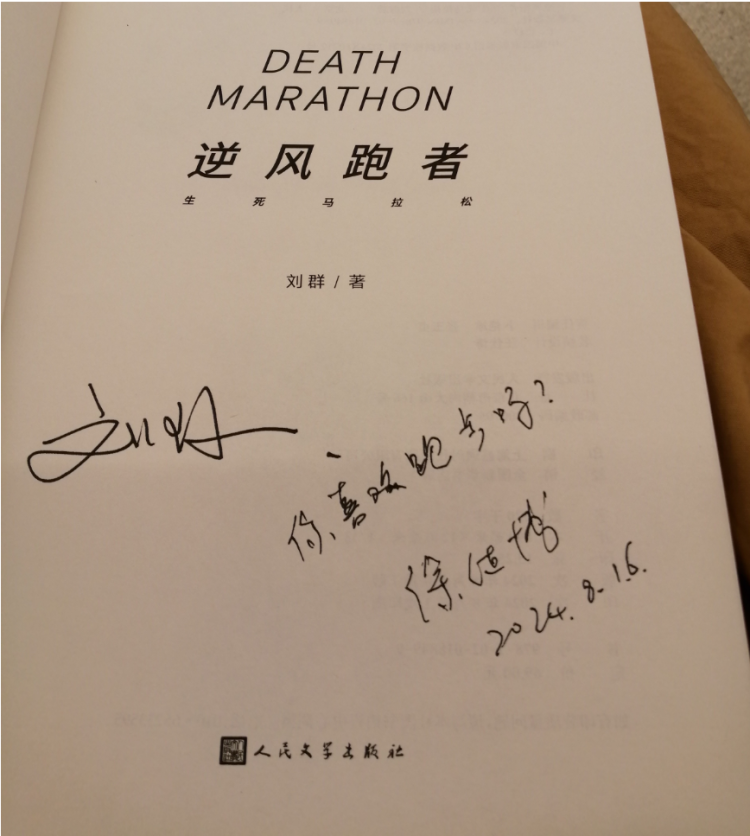 DEATH
MARATHON
逆风跑者
生死马拉松
刘群 / 著
刘群
你喜欢跑步吗?
徐
2024.8.16.
人民文学出版社